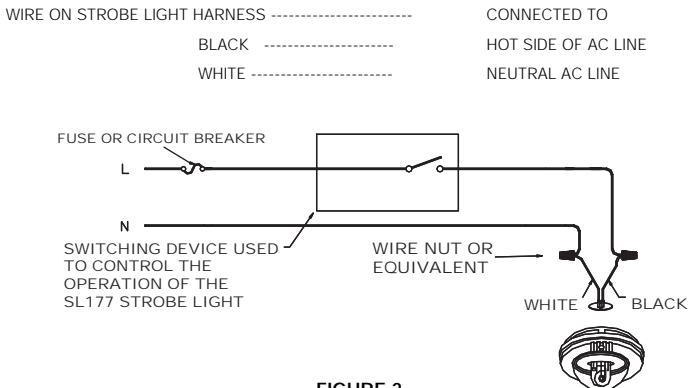 WIRE ON STROBE LIGHT HARNESS ----------------------- CONNECTED TO
BLACK --------------------- HOT SIDE OF AC LINE
WHITE ----------------------- NEUTRAL AC LINE
FUSE OR CIRCUIT BREAKER
L
N
SWITCHING DEVICE USED
TO CONTROL THE
OPERATION OF THE
SL177 STROBE LIGHT
WIRE NUT OR
EQUIVALENT
WHITE
BLACK